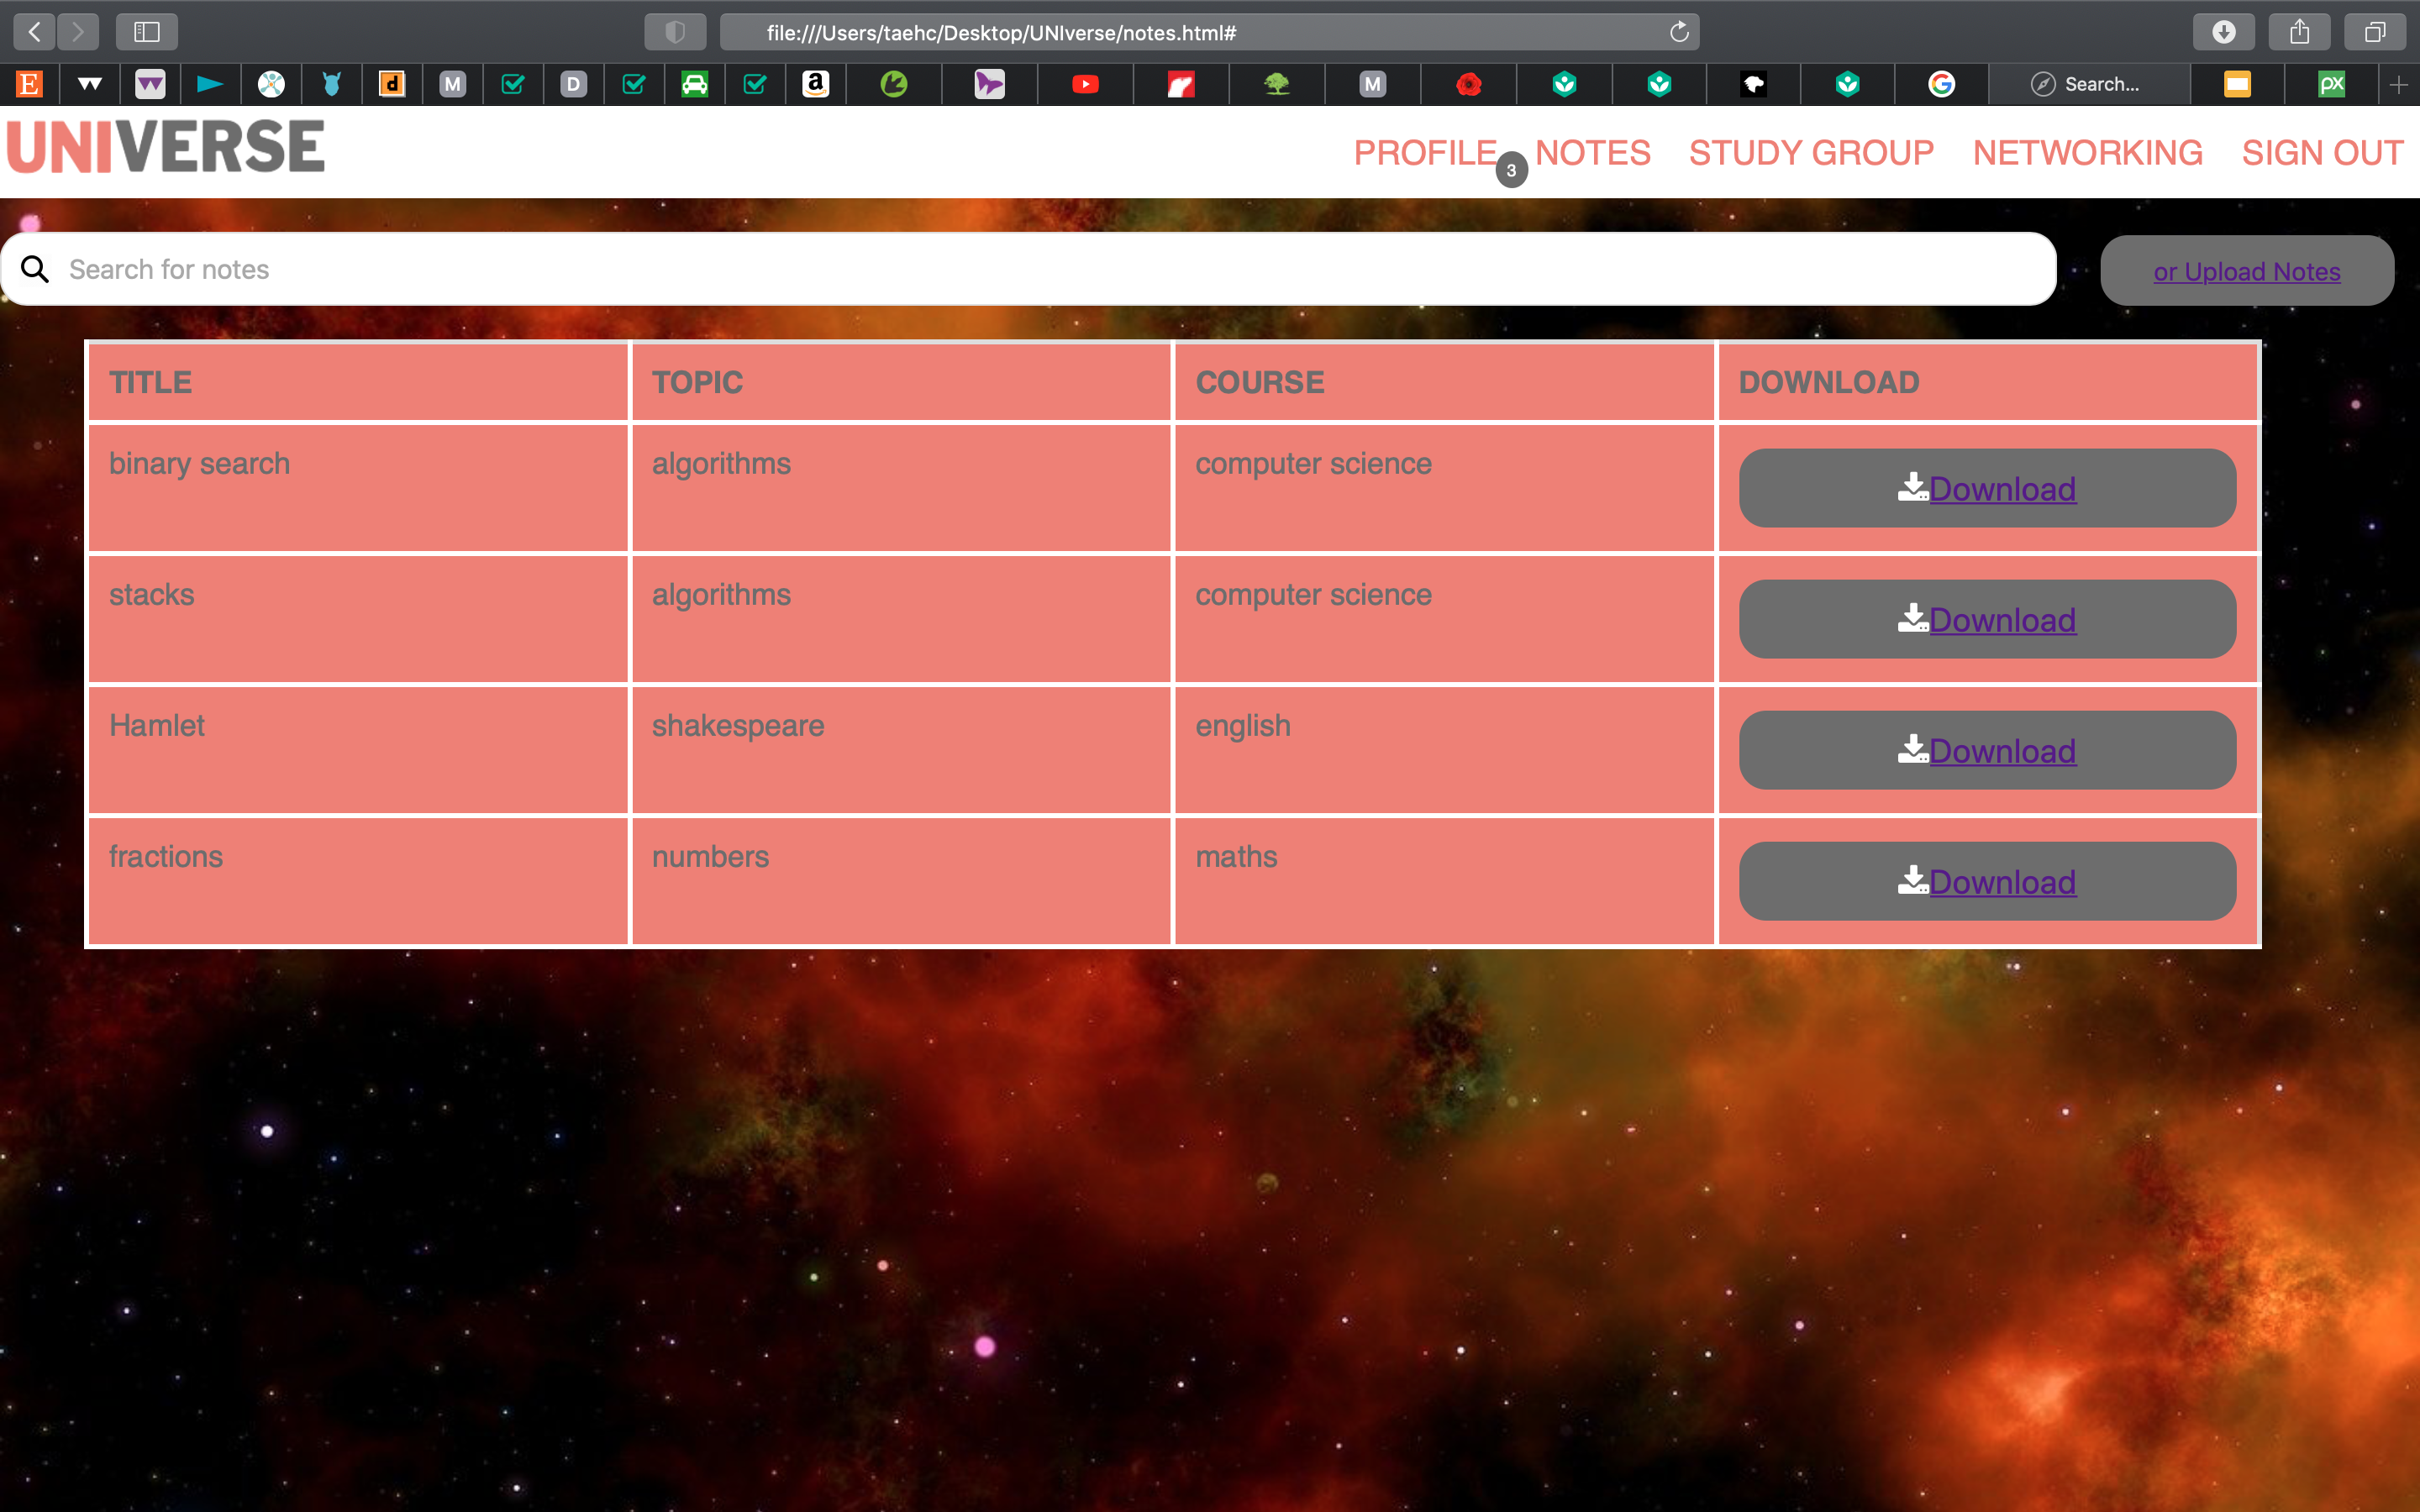 file:///Users/taehc/Desktop/UNIverse/notes.html#
E M D M M Search... PX
UNIVERSE PROFILE 3 NOTES STUDY GROUP NETWORKING SIGN OUT
Search for notes or Upload Notes
TITLE TOPIC COURSE DOWNLOAD
binary search algorithms computer science Download
stacks algorithms computer science Download
Hamlet shakespeare english Download
fractions numbers maths Download